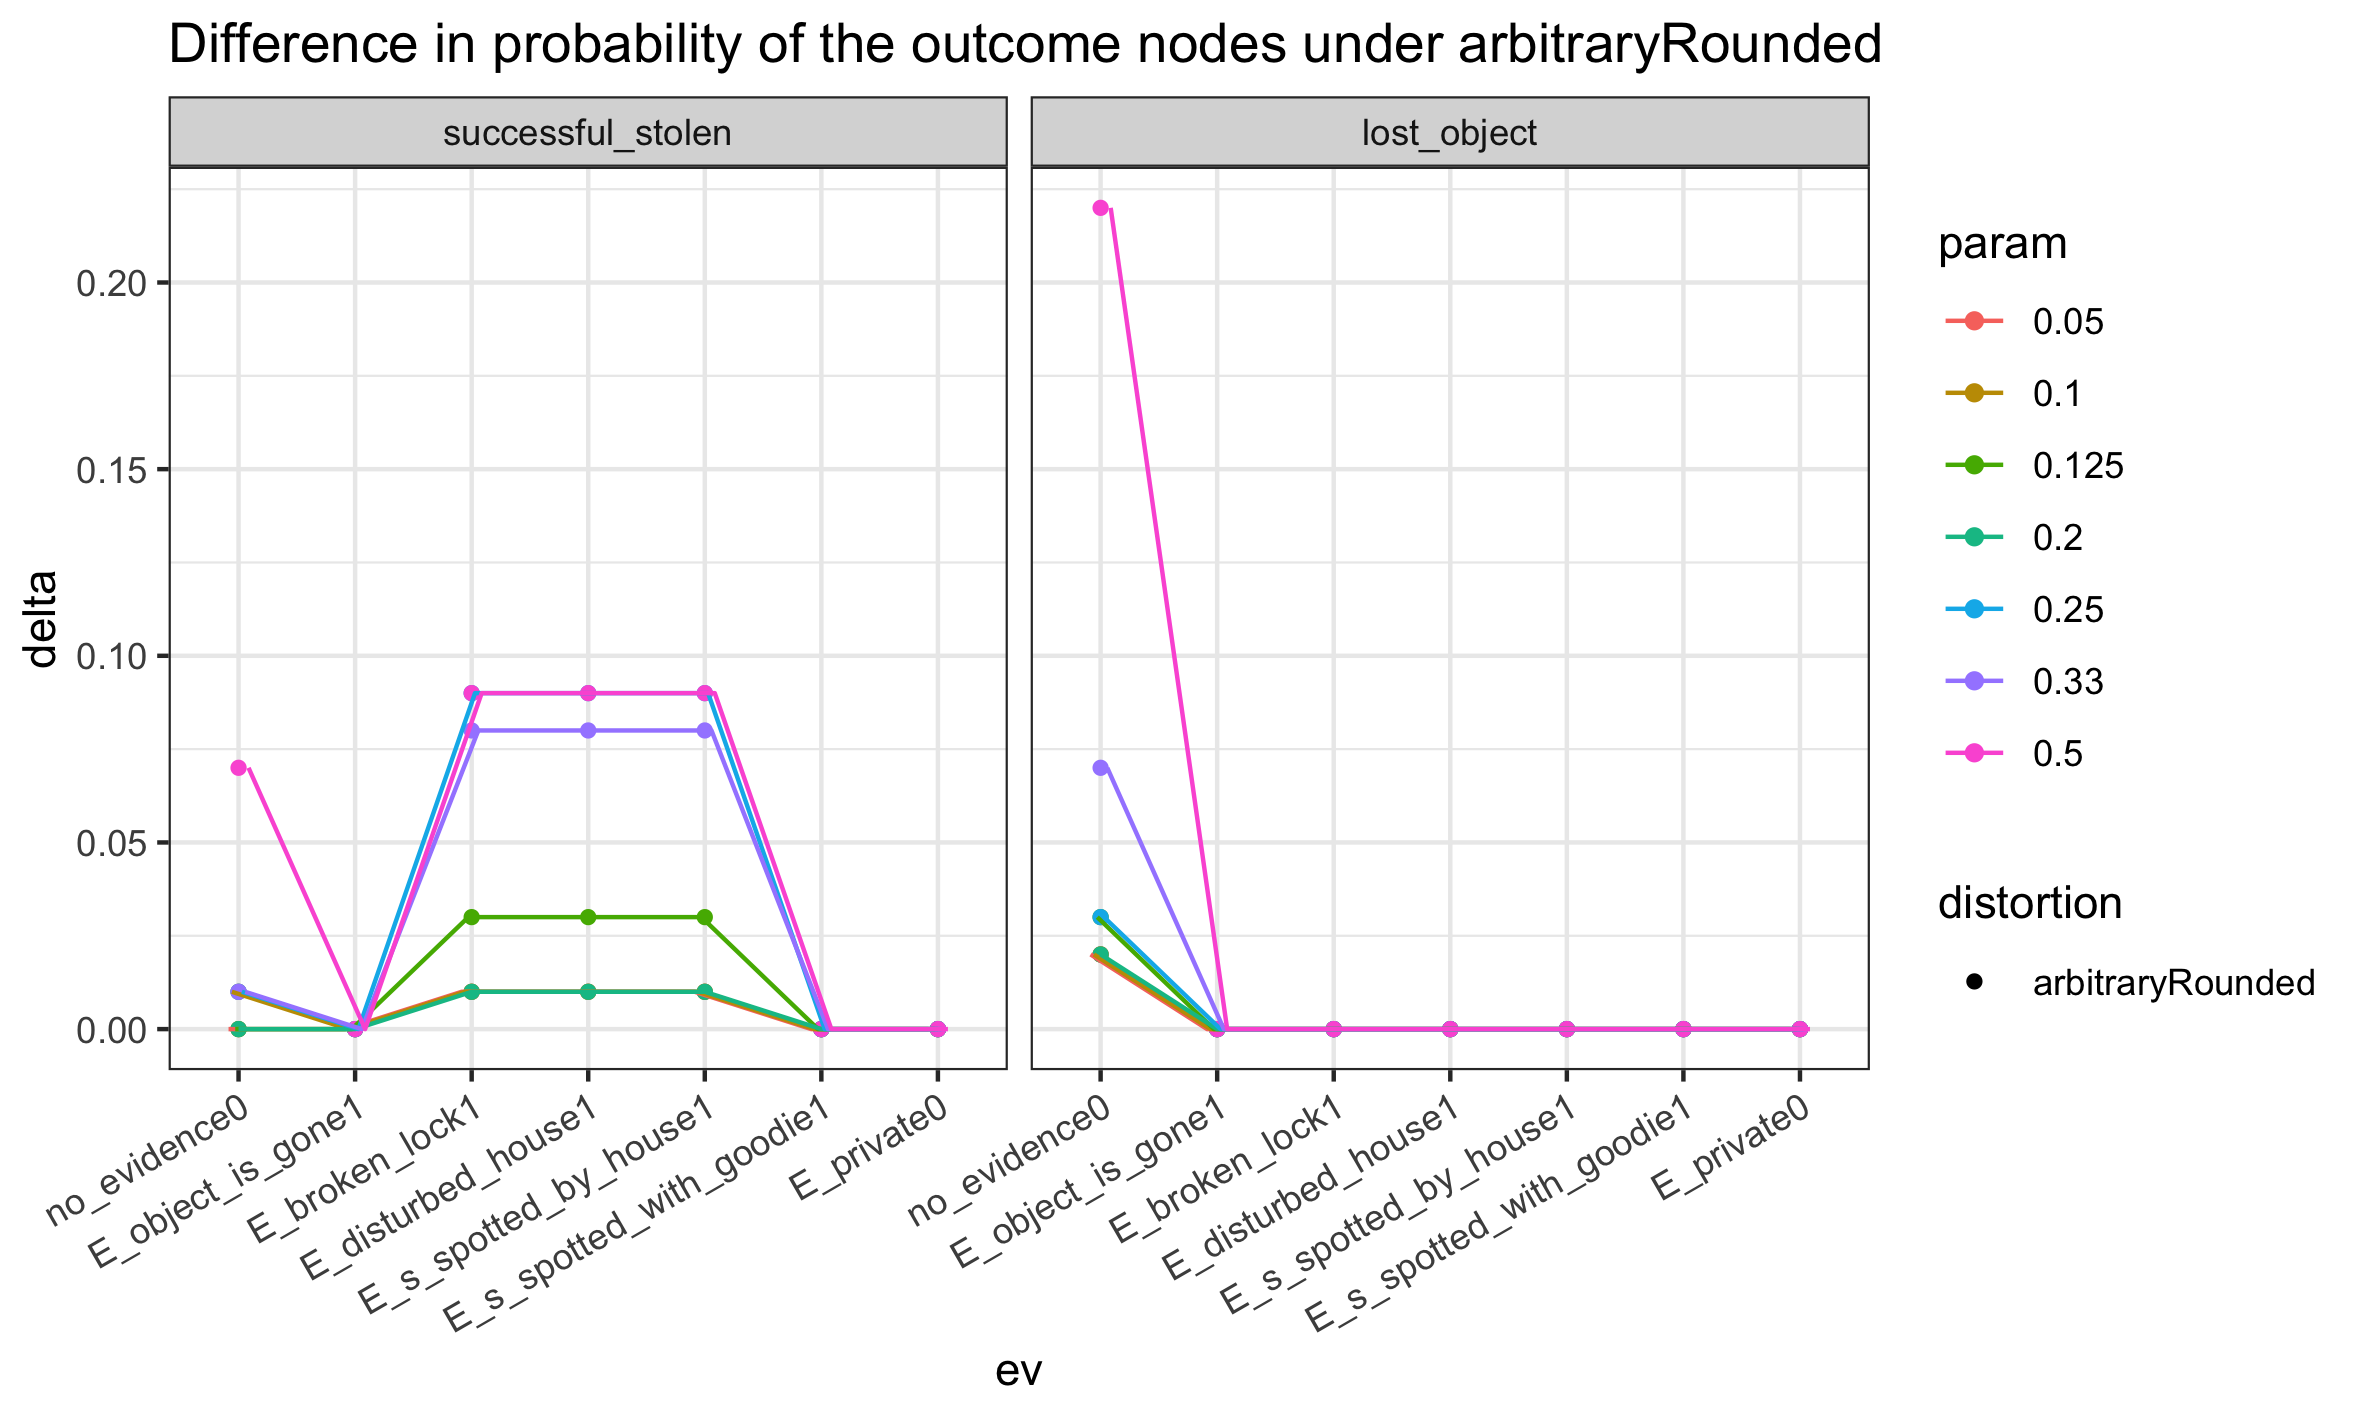 Difference in probability of the outcome nodes under arbitraryRounded
successful_stolen
lost_object
delta
0.20
0.15
0.10
0.05
0.00
no_evidence0
E_object_is_gone1
E_broken_lock1
E_disturbed_house1
E_s_spotted_by_house1
E_s_spotted_with_goodie1
E_private0
no_evidence0
E_object_is_gone1
E_broken_lock1
E_disturbed_house1
E_s_spotted_by_house1
E_s_spotted_with_goodie1
E_private0
ev
param
0.05
0.1
0.125
0.2
0.25
0.33
0.5
distortion
arbitraryRounded